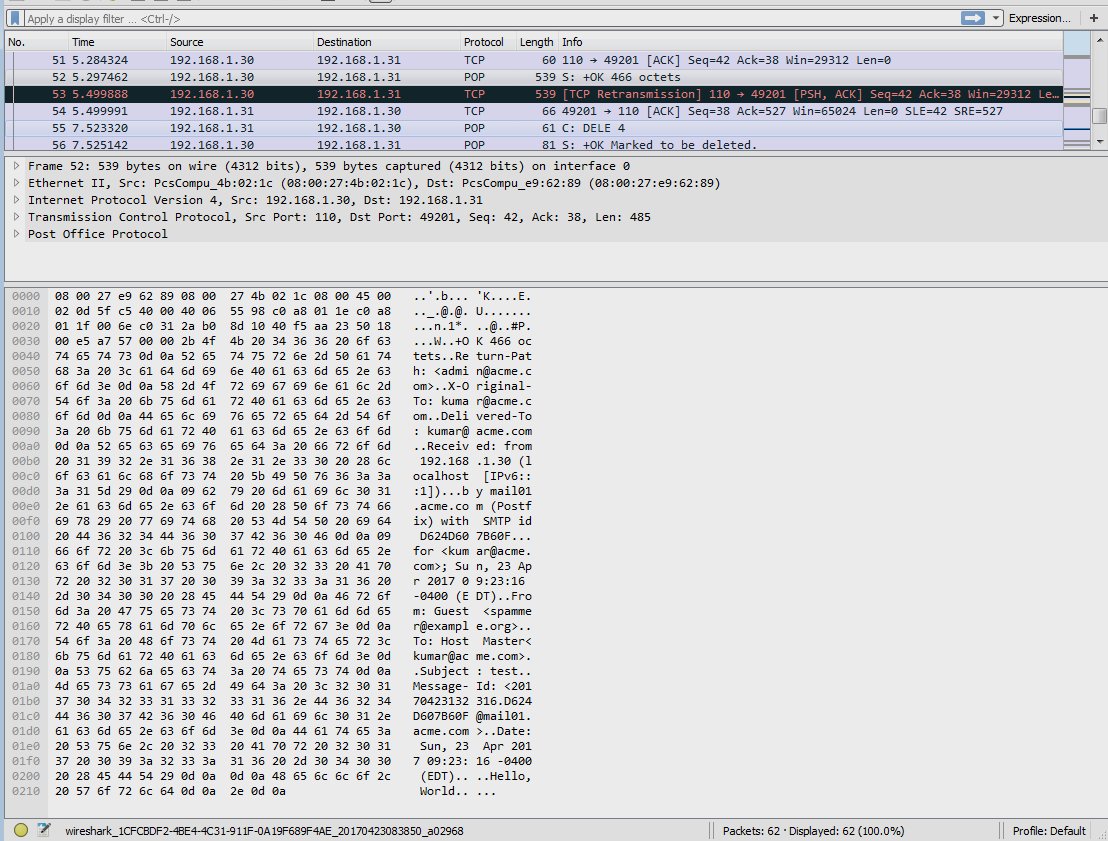 Apply a display filter ... <Ctrl-/>
Expression...
+
No. Time Source Destination Protocol Length Info
51 5.284324 192.168.1.30 192.168.1.31 TCP 60 110 → 49201 [ACK] Seq=42 Ack=38 Win=29312 Len=0
52 5.297462 192.168.1.30 192.168.1.31 POP 539 S: +OK 466 octets
53 5.499888 192.168.1.30 192.168.1.31 TCP 539 [TCP Retransmission] 110 → 49201 [PSH, ACK] Seq=42 Ack=38 Win=29312 Le…
54 5.499991 192.168.1.31 192.168.1.30 TCP 66 49201 → 110 [ACK] Seq=38 Ack=527 Win=65024 Len=0 SLE=42 SRE=527
55 7.523320 192.168.1.31 192.168.1.30 POP 61 C: DELE 4
56 7.525142 192.168.1.30 192.168.1.31 POP 81 S: +OK Marked to be deleted.
Frame 52: 539 bytes on wire (4312 bits), 539 bytes captured (4312 bits) on interface 0
Ethernet II, Src: PcsCompu_4b:02:1c (08:00:27:4b:02:1c), Dst: PcsCompu_e9:62:89 (08:00:27:e9:62:89)
Internet Protocol Version 4, Src: 192.168.1.30, Dst: 192.168.1.31
Transmission Control Protocol, Src Port: 110, Dst Port: 49201, Seq: 42, Ack: 38, Len: 485
Post Office Protocol
0000 08 00 27 e9 62 89 08 00 27 4b 02 1c 08 00 45 00 ..'.b... 'K....E.
0010 02 0d 5f c5 40 00 40 06 55 98 c0 a8 01 1e c0 a8 .._.@.@. U.......
0020 01 1f 00 6e c0 31 2a b0 8d 10 40 f5 aa 23 50 18 ...n.1*. ..@..#P.
0030 00 e5 a7 57 00 00 2b 4f 4b 20 34 36 36 20 6f 63 ...W..+O K 466 oc
0040 74 65 74 73 0d 0a 52 65 74 75 72 6e 2d 50 61 74 tets..Re turn-Pat
0050 68 3a 20 3c 61 64 6d 69 6e 40 61 63 6d 65 2e 63 h: <admi n@acme.c
0060 6f 6d 3e 0d 0a 58 2d 4f 72 69 67 69 6e 61 6c 2d om>..X-O riginal-
0070 54 6f 3a 20 6b 75 6d 61 72 40 61 63 6d 65 2e 63 To: kuma r@acme.c
0080 6f 6d 0d 0a 44 65 6c 69 76 65 72 65 64 2d 54 6f om..Deli vered-To
0090 3a 20 6b 75 6d 61 72 40 61 63 6d 65 2e 63 6f 6d : kumar@ acme.com
00a0 0d 0a 52 65 63 65 69 76 65 64 3a 20 66 72 6f 6d ..Receiv ed: from
00b0 20 31 39 32 2e 31 36 38 2e 31 2e 33 30 20 28 6c 192.168 .1.30 (l
00c0 6f 63 61 6c 68 6f 73 74 20 5b 49 50 76 36 3a 3a ocalhost [IPv6::
00d0 3a 31 5d 29 0d 0a 09 62 79 20 6d 61 69 6c 30 31 :1])...b y mail01
00e0 2e 61 63 6d 65 2e 63 6f 6d 20 28 50 6f 73 74 66 .acme.co m (Postf
00f0 69 78 29 20 77 69 74 68 20 53 4d 54 50 20 69 64 ix) with SMTP id
0100 20 44 36 32 34 44 36 30 37 42 36 30 46 0d 0a 09 D624D60 7B60F...
0110 66 6f 72 20 3c 6b 75 6d 61 72 40 61 63 6d 65 2e for <kum ar@acme.
0120 63 6f 6d 3e 3b 20 53 75 6e 2c 20 32 33 20 41 70 com>; Su n, 23 Ap
0130 72 20 32 30 31 37 20 30 39 3a 32 33 3a 31 36 20 r 2017 0 9:23:16
0140 2d 30 34 30 30 20 28 45 44 54 29 0d 0a 46 72 6f -0400 (E DT)..Fro
0150 6d 3a 20 47 75 65 73 74 20 3c 73 70 61 6d 6d 65 m: Guest <spamme
0160 72 40 65 78 61 6d 70 6c 65 2e 6f 72 67 3e 0d 0a r@exampl e.org>..
0170 54 6f 3a 20 48 6f 73 74 20 4d 61 73 74 65 72 3c To: Host Master<
0180 6b 75 6d 61 72 40 61 63 6d 65 2e 63 6f 6d 3e 0d kumar@ac me.com>.
0190 0a 53 75 62 6a 65 63 74 3a 20 74 65 73 74 0d 0a .Subject : test..
01a0 4d 65 73 73 61 67 65 2d 49 64 3a 20 3c 32 30 31 Message- Id: <201
01b0 37 30 34 32 33 31 33 32 33 31 36 2e 44 36 32 34 70423132 316.D624
01c0 44 36 30 37 42 36 30 46 40 6d 61 69 6c 30 31 2e D607B60F @mail01.
01d0 61 63 6d 65 2e 63 6f 6d 3e 0d 0a 44 61 74 65 3a acme.com >..Date:
01e0 20 53 75 6e 2c 20 32 33 20 41 70 72 20 32 30 31 Sun, 23 Apr 201
01f0 37 20 30 39 3a 32 33 3a 31 36 20 2d 30 34 30 30 7 09:23: 16 -0400
0200 20 28 45 44 54 29 0d 0a 0d 0a 48 65 6c 6c 6f 2c (EDT).. ..Hello,
0210 20 57 6f 72 6c 64 0d 0a 2e 0d 0a World.. ...
wireshark_1CFCBDF2-4BE4-4C31-911F-0A19F689F4AE_20170423083850_a02968
Packets: 62 · Displayed: 62 (100.0%)
Profile: Default